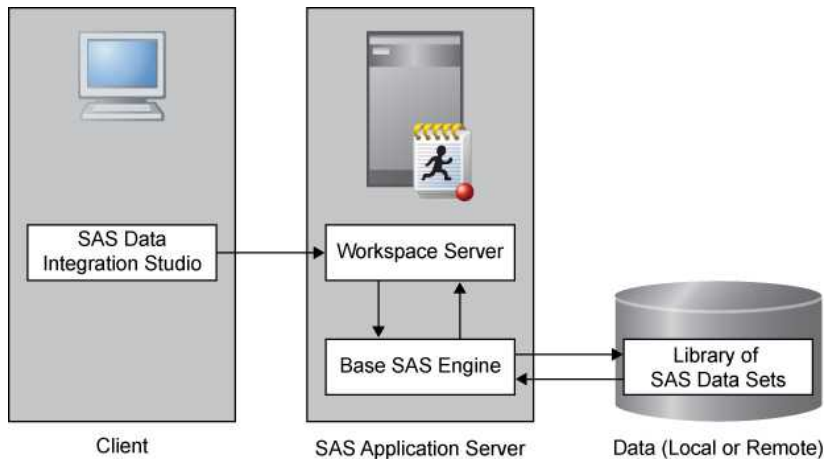 SAS Data
Integration Studio
Workspace Server
Base SAS Engine
Library of
SAS Data Sets
Client
SAS Application Server
Data (Local or Remote)